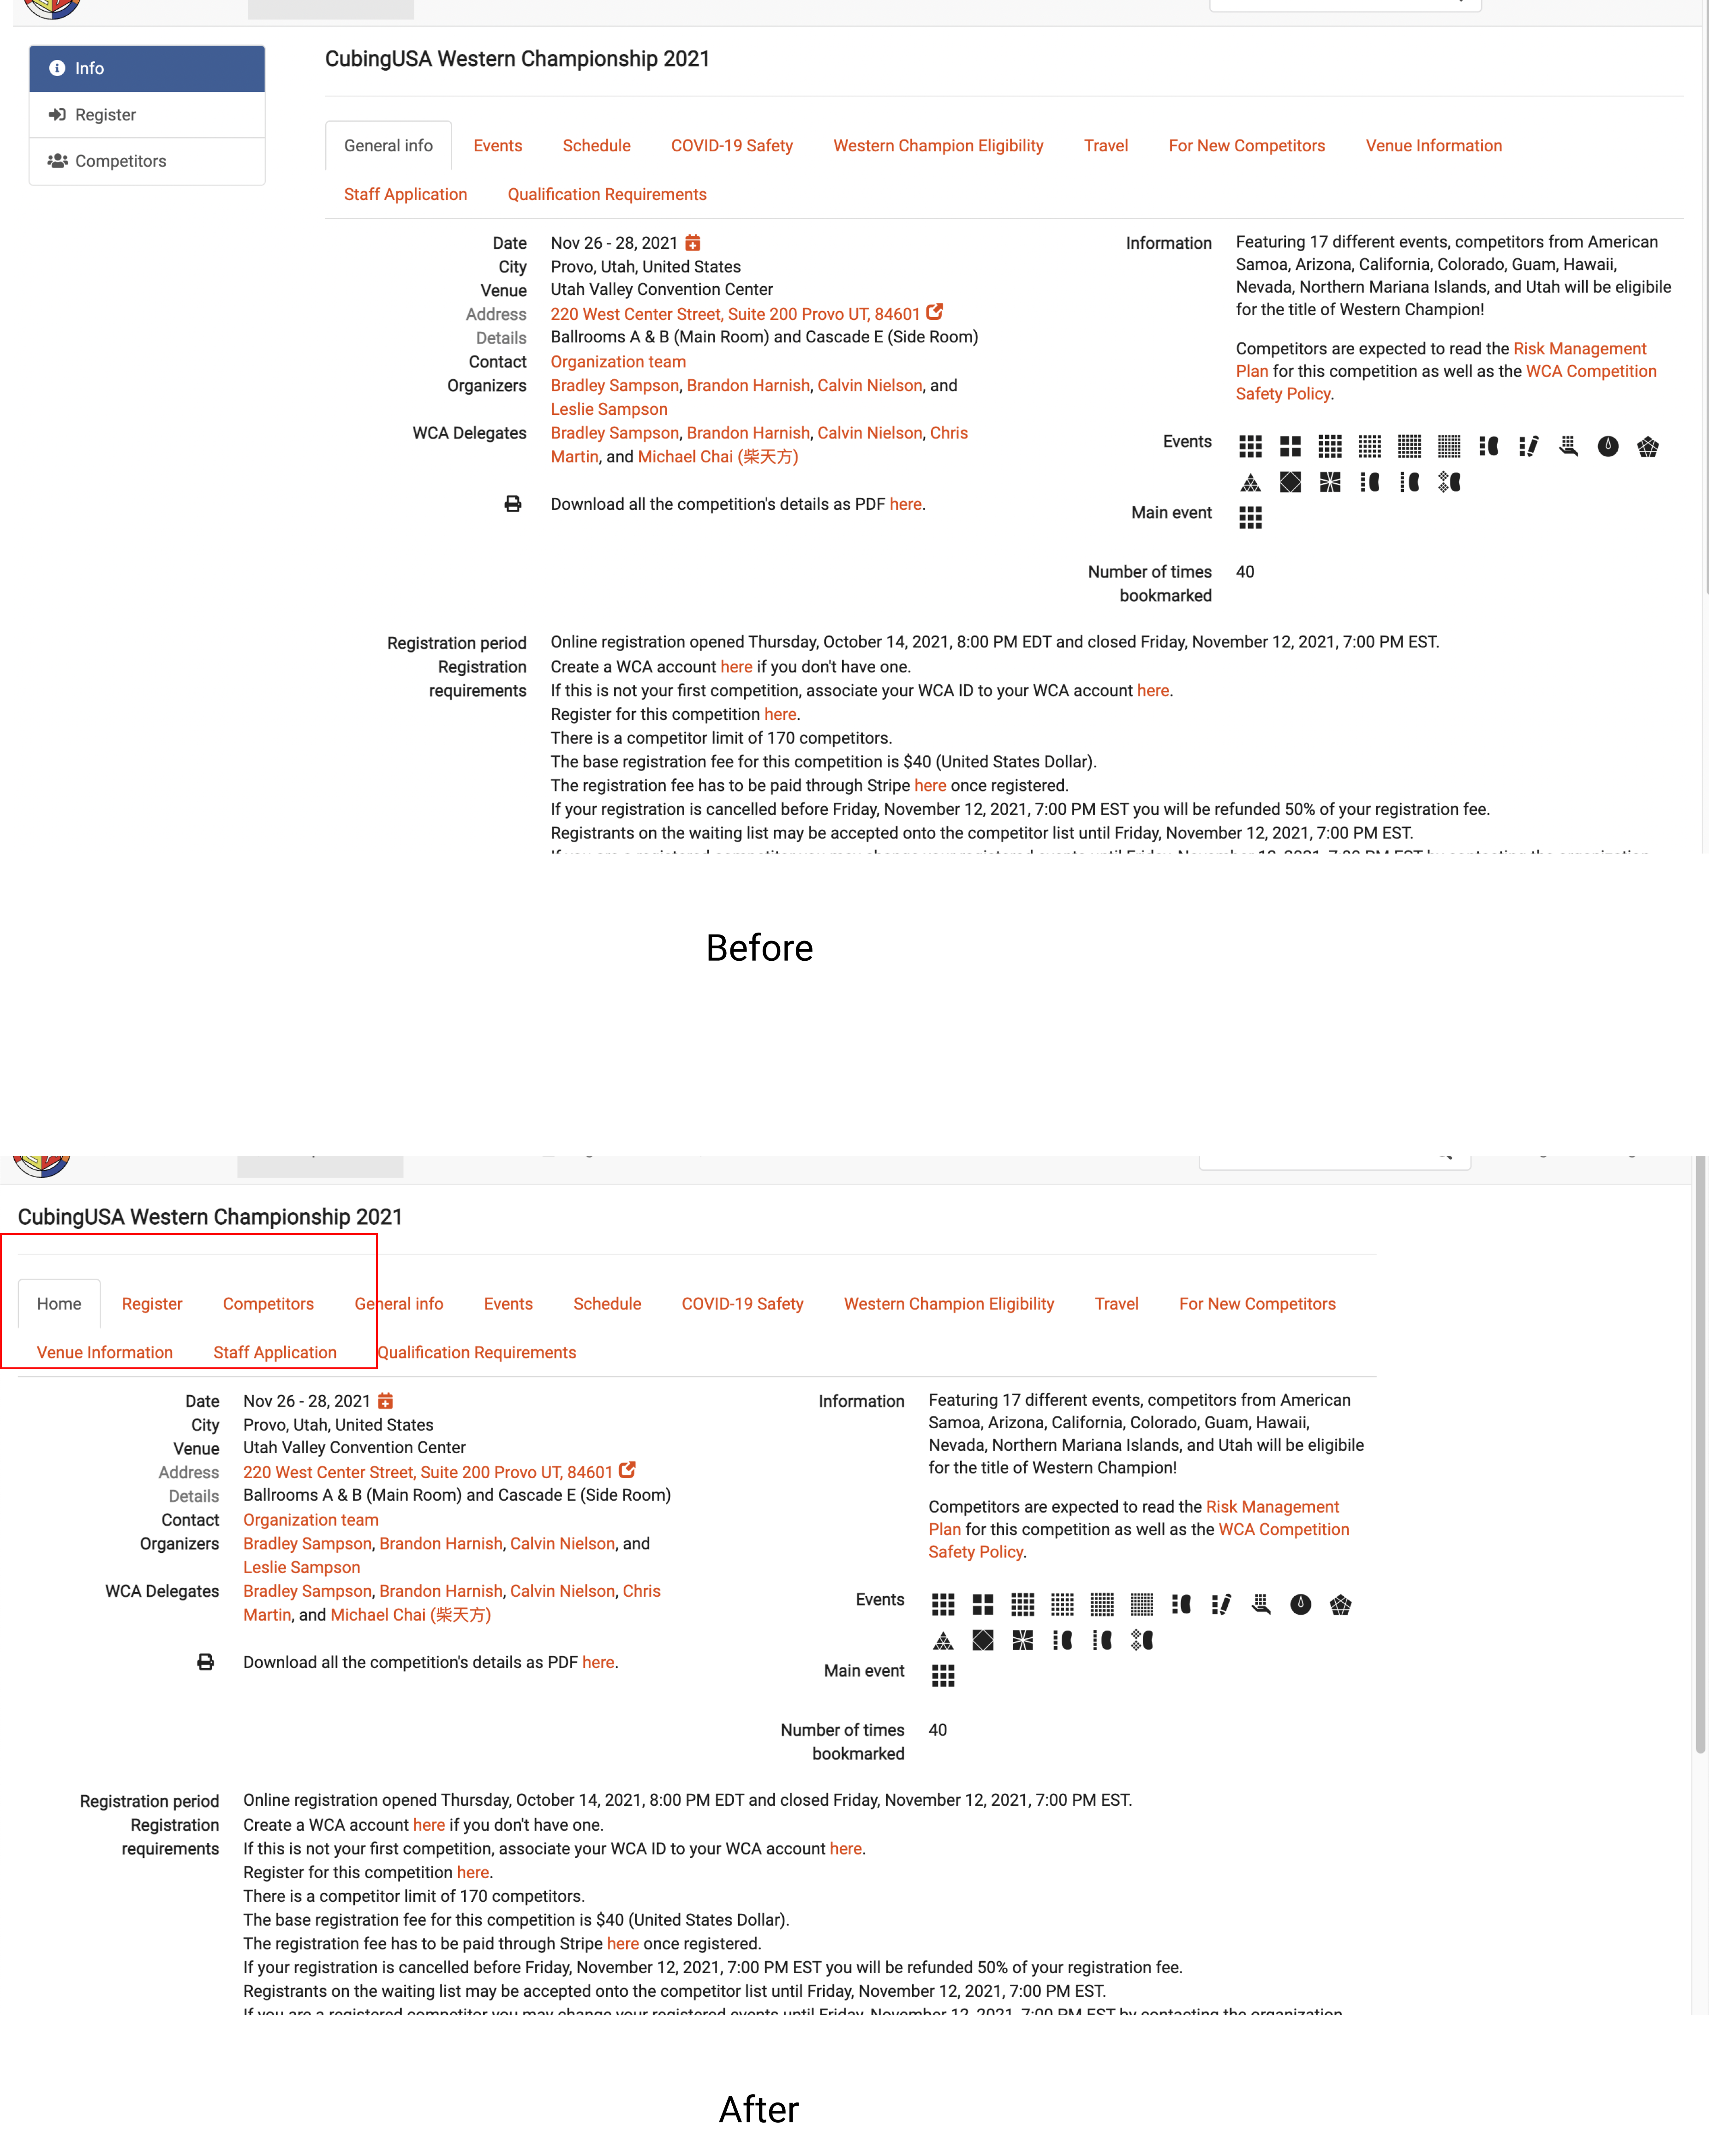 CubingUSA Western Championship 2021
Info
Register
Competitors
General info Events Schedule COVID-19 Safety Western Champion Eligibility Travel For New Competitors Venue Information
Staff Application Qualification Requirements
Date Nov 26 - 28, 2021
City Provo, Utah, United States
Venue Utah Valley Convention Center
Address 220 West Center Street, Suite 200 Provo UT, 84601
Details Ballrooms A & B (Main Room) and Cascade E (Side Room)
Contact Organization team
Organizers Bradley Sampson, Brandon Harnish, Calvin Nielson, and
Leslie Sampson
WCA Delegates Bradley Sampson, Brandon Harnish, Calvin Nielson, Chris
Martin, and Michael Chai (柴天方)
Download all the competition's details as PDF here.
Information Featuring 17 different events, competitors from American
Samoa, Arizona, California, Colorado, Guam, Hawaii,
Nevada, Northern Mariana Islands, and Utah will be eligibile
for the title of Western Champion!
Competitors are expected to read the Risk Management
Plan for this competition as well as the WCA Competition
Safety Policy.
Events
Main event
Number of times 40
bookmarked
Registration period Online registration opened Thursday, October 14, 2021, 8:00 PM EDT and closed Friday, November 12, 2021, 7:00 PM EST.
Registration Create a WCA account here if you don't have one.
requirements If this is not your first competition, associate your WCA ID to your WCA account here.
Register for this competition here.
There is a competitor limit of 170 competitors.
The base registration fee for this competition is $40 (United States Dollar).
The registration fee has to be paid through Stripe here once registered.
If your registration is cancelled before Friday, November 12, 2021, 7:00 PM EST you will be refunded 50% of your registration fee.
Registrants on the waiting list may be accepted onto the competitor list until Friday, November 12, 2021, 7:00 PM EST.
Before
CubingUSA Western Championship 2021
Home Register Competitors General info Events Schedule COVID-19 Safety Western Champion Eligibility Travel For New Competitors
Venue Information Staff Application Qualification Requirements
Date Nov 26 - 28, 2021
City Provo, Utah, United States
Venue Utah Valley Convention Center
Address 220 West Center Street, Suite 200 Provo UT, 84601
Details Ballrooms A & B (Main Room) and Cascade E (Side Room)
Contact Organization team
Organizers Bradley Sampson, Brandon Harnish, Calvin Nielson, and
Leslie Sampson
WCA Delegates Bradley Sampson, Brandon Harnish, Calvin Nielson, Chris
Martin, and Michael Chai (柴天方)
Download all the competition's details as PDF here.
Information Featuring 17 different events, competitors from American
Samoa, Arizona, California, Colorado, Guam, Hawaii,
Nevada, Northern Mariana Islands, and Utah will be eligibile
for the title of Western Champion!
Competitors are expected to read the Risk Management
Plan for this competition as well as the WCA Competition
Safety Policy.
Events
Main event
Number of times 40
bookmarked
Registration period Online registration opened Thursday, October 14, 2021, 8:00 PM EDT and closed Friday, November 12, 2021, 7:00 PM EST.
Registration Create a WCA account here if you don't have one.
requirements If this is not your first competition, associate your WCA ID to your WCA account here.
Register for this competition here.
There is a competitor limit of 170 competitors.
The base registration fee for this competition is $40 (United States Dollar).
The registration fee has to be paid through Stripe here once registered.
If your registration is cancelled before Friday, November 12, 2021, 7:00 PM EST you will be refunded 50% of your registration fee.
Registrants on the waiting list may be accepted onto the competitor list until Friday, November 12, 2021, 7:00 PM EST.
If you are a registered competitor you may change your registered events until Friday, November 12, 2021, 7:00 PM EST by contacting the organization
After